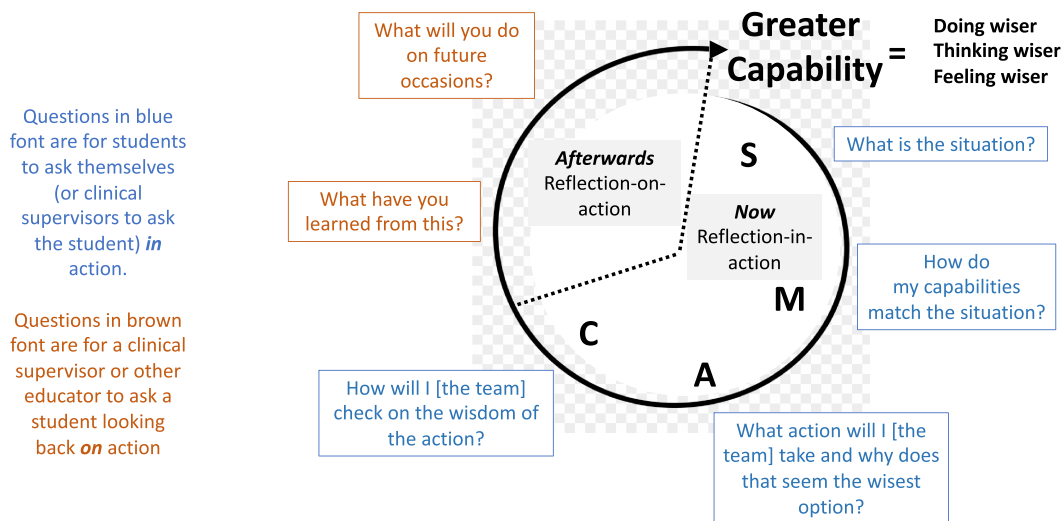 What will you do
on future
occasions?
Greater
Capability
=
Doing wiser
Thinking wiser
Feeling wiser
Questions in blue
font are for students
to ask themselves
(or clinical
supervisors to ask
the student) in
action.
What is the situation?
S
Afterwards
Reflection-on-
action
What have you
learned from this?
Now
Reflection-in-
action
How do
my capabilities
match the situation?
M
Questions in brown
font are for a clinical
supervisor or other
educator to ask a
student looking
back on action
C
A
How will I [the team]
check on the wisdom of
the action?
What action will I [the
team] take and why does
that seem the wisest
option?